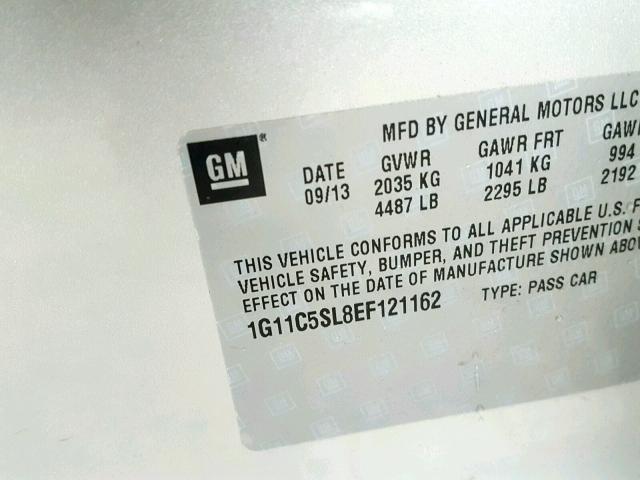 MFD BY GENERAL MOTORS LLC
GM®
DATE GVWR GAWR FRT GAW
09/13 2035 KG 1041 KG 994
4487 LB 2295 LB 2192
THIS VEHICLE CONFORMS TO ALL APPLICABLE U.S. F
VEHICLE SAFETY, BUMPER, AND THEFT PREVENTION S
EFFECT ON THE DATE OF MANUFACTURE SHOWN ABOV
1G11C5SL8EF121162 TYPE: PASS CAR